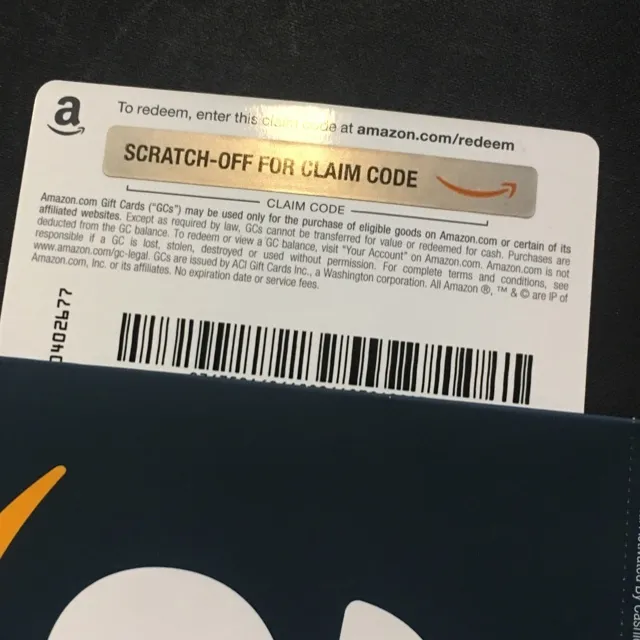 a
To redeem, enter this claim code at amazon.com/redeem
SCRATCH-OFF FOR CLAIM CODE
CLAIM CODE
Amazon.com Gift Cards ("GCs") may be used only for the purchase of eligible goods on Amazon.com or certain of its
affiliated websites. Except as required by law, GCs cannot be transferred for value or redeemed for cash. Purchases are
deducted from the GC balance. To redeem or view a GC balance, visit "Your Account" on Amazon.com. Amazon.com is not
responsible if a GC is lost, stolen, destroyed or used without permission. For complete terms and conditions, see
www.amazon.com/gc-legal. GCs are issued by ACI Gift Cards Inc., a Washington corporation. All Amazon ®, ™ & © are IP of
Amazon.com, Inc. or its affiliates. No expiration date or service fees.
0402677